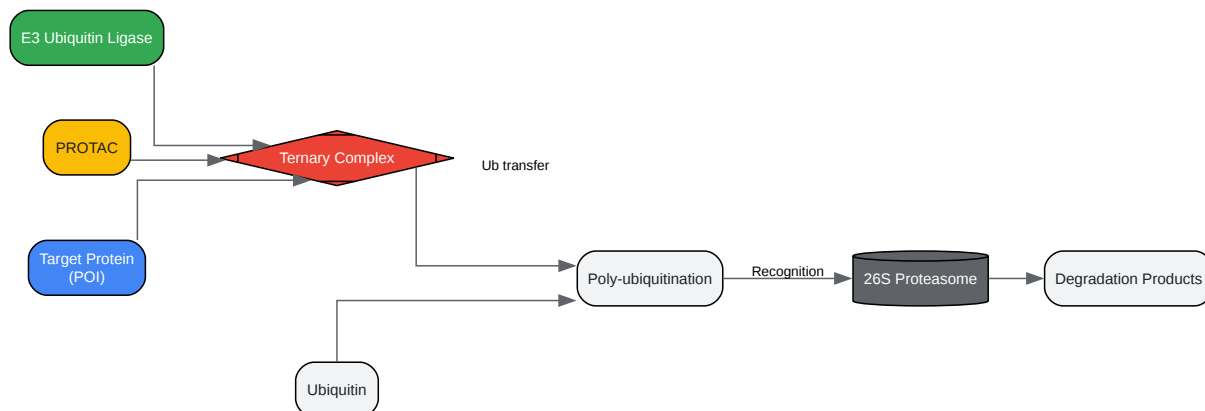 E3 Ubiquitin Ligase
PROTAC
Ternary Complex
Ub transfer
Target Protein
(POI)
Poly-ubiquitination
Recognition
26S Proteasome
Degradation Products
Ubiquitin